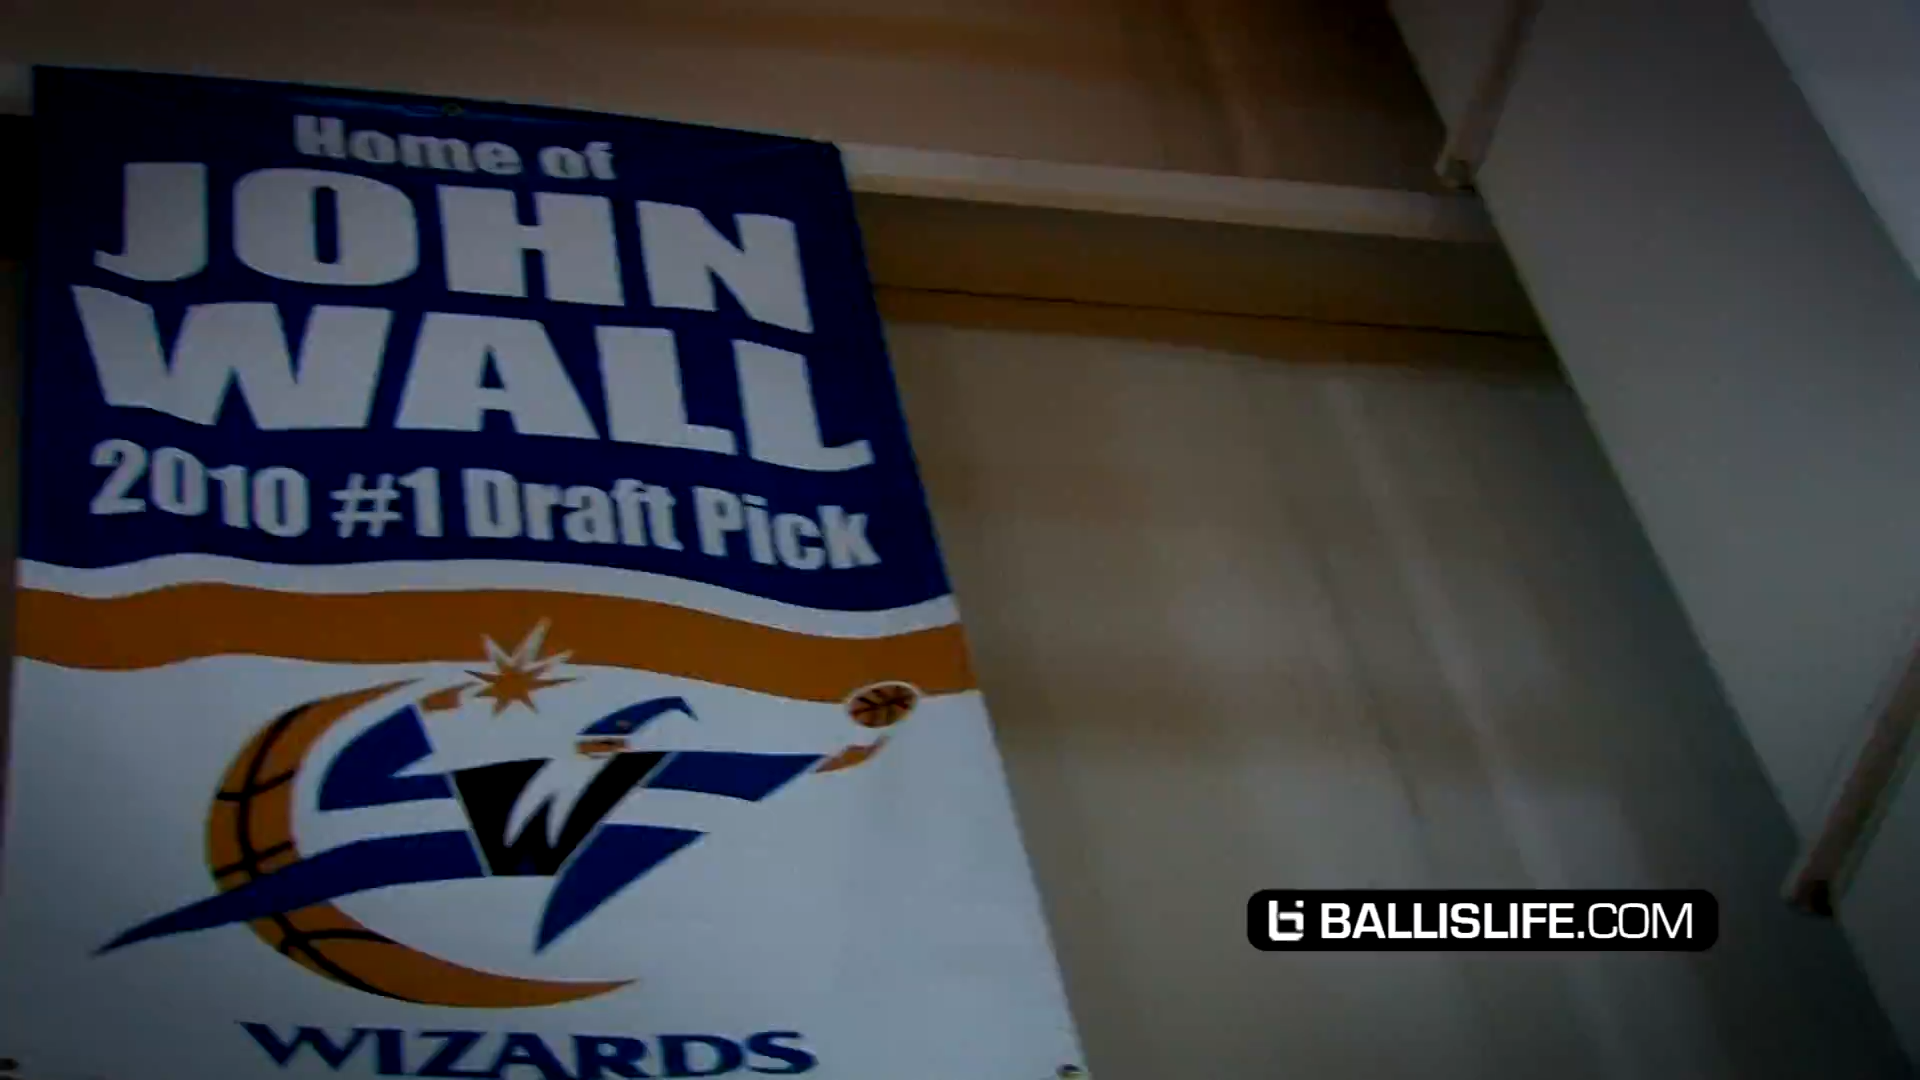 Home of
JOHN
WALL
2010 #1 Draft Pick
W
WIZARDS
BALLISLIFE.COM